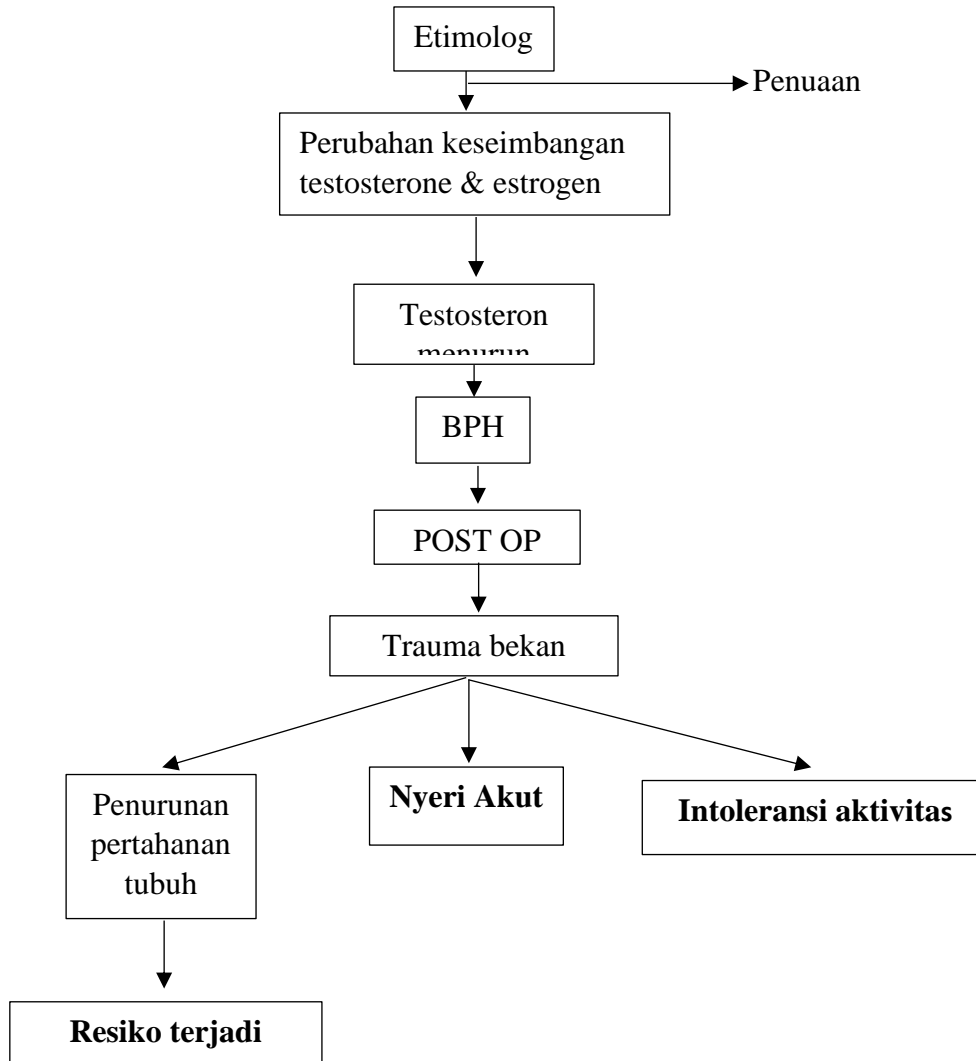 Etimolog
Penuaan
Perubahan keseimbangan
testosterone & estrogen
Testosteron
menurun
BPH
POST OP
Trauma bekan
Penurunan
pertahanan
tubuh
Nyeri Akut
Intoleransi aktivitas
Resiko terjadi